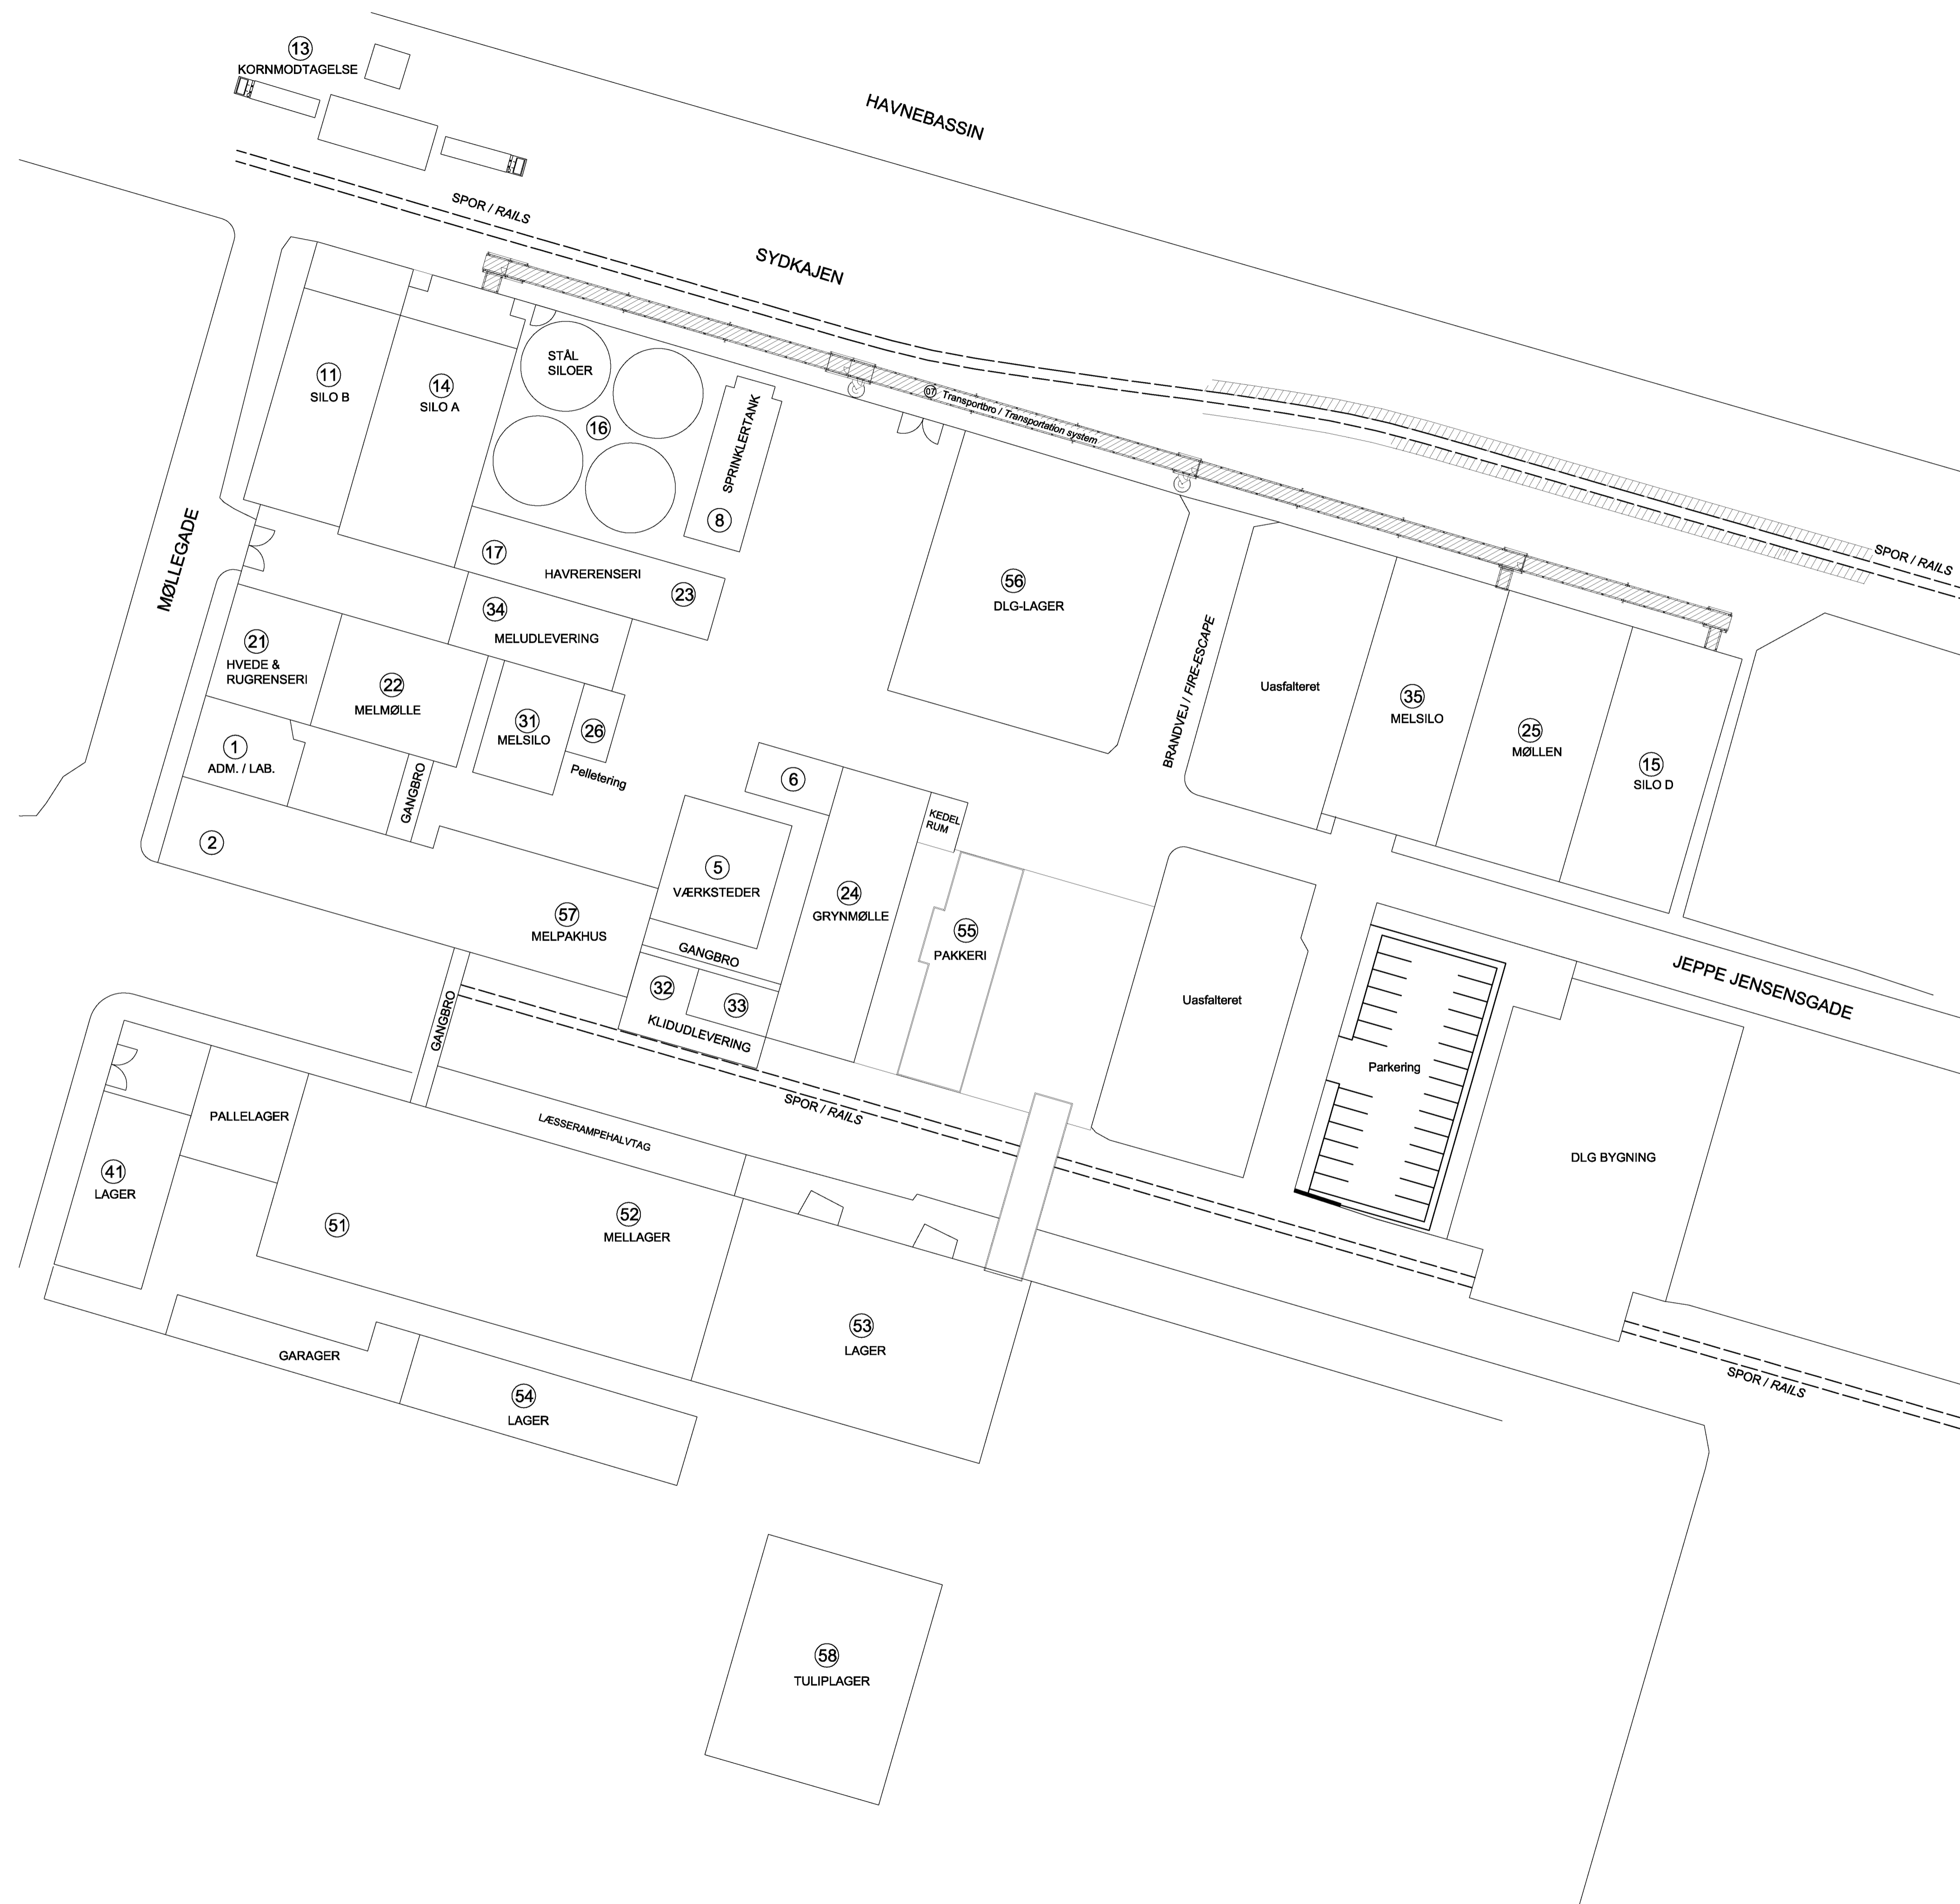 13
KORNMODTAGELSE
HAVNEBASSIN
SPOR / RAILS
SYDKAJEN
STÅL
SILOER
11
SILO B
14
SILO A
16
SPRINKLERTANK
8
07 Transportbro / Transportation system
SPOR / RAILS
MØLLEGADE
17
HAVRERENSERI
23
34
MELUDLEVERING
56
DLG-LAGER
BRANDVEJ / FIRE-ESCAPE
Uasfalteret
35
MELSILO
25
MØLLEN
15
SILO D
21
HVEDE &
RUGRENSERI
22
MELMØLLE
31
MELSILO
26
Pelletering
1
ADM. / LAB.
GANGBRO
6
KEDEL
RUM
2
5
VÆRKSTEDER
24
GRYNMØLLE
57
MELPAKHUS
55
PAKKERI
GANGBRO
32
33
KLIDUDLEVERING
Uasfalteret
JEPPE JENSENSGADE
GANGBRO
Parkering
SPOR / RAILS
PALLELAGER
LÆSSERAMPEHALVTAG
DLG BYGNING
41
LAGER
51
52
MELLAGER
53
LAGER
GARAGER
54
LAGER
SPOR / RAILS
58
TULIPLAGER